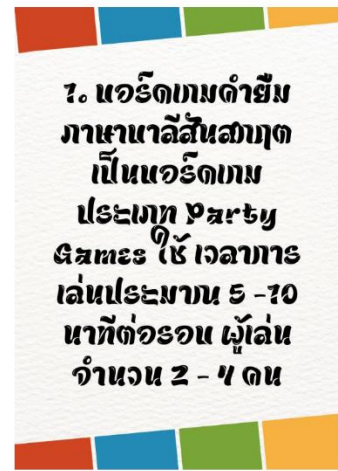 1. บอร์ดเกมคำยืม
ภาษาบาลีสันสกฤต
เป็นบอร์ดเกม
ประเภท Party
Games ใช้ เวลาการ
เล่นประมาณ 5 -10
นาทีต่อรอบ ผู้เล่น
จำนวน 2 - 4 คน